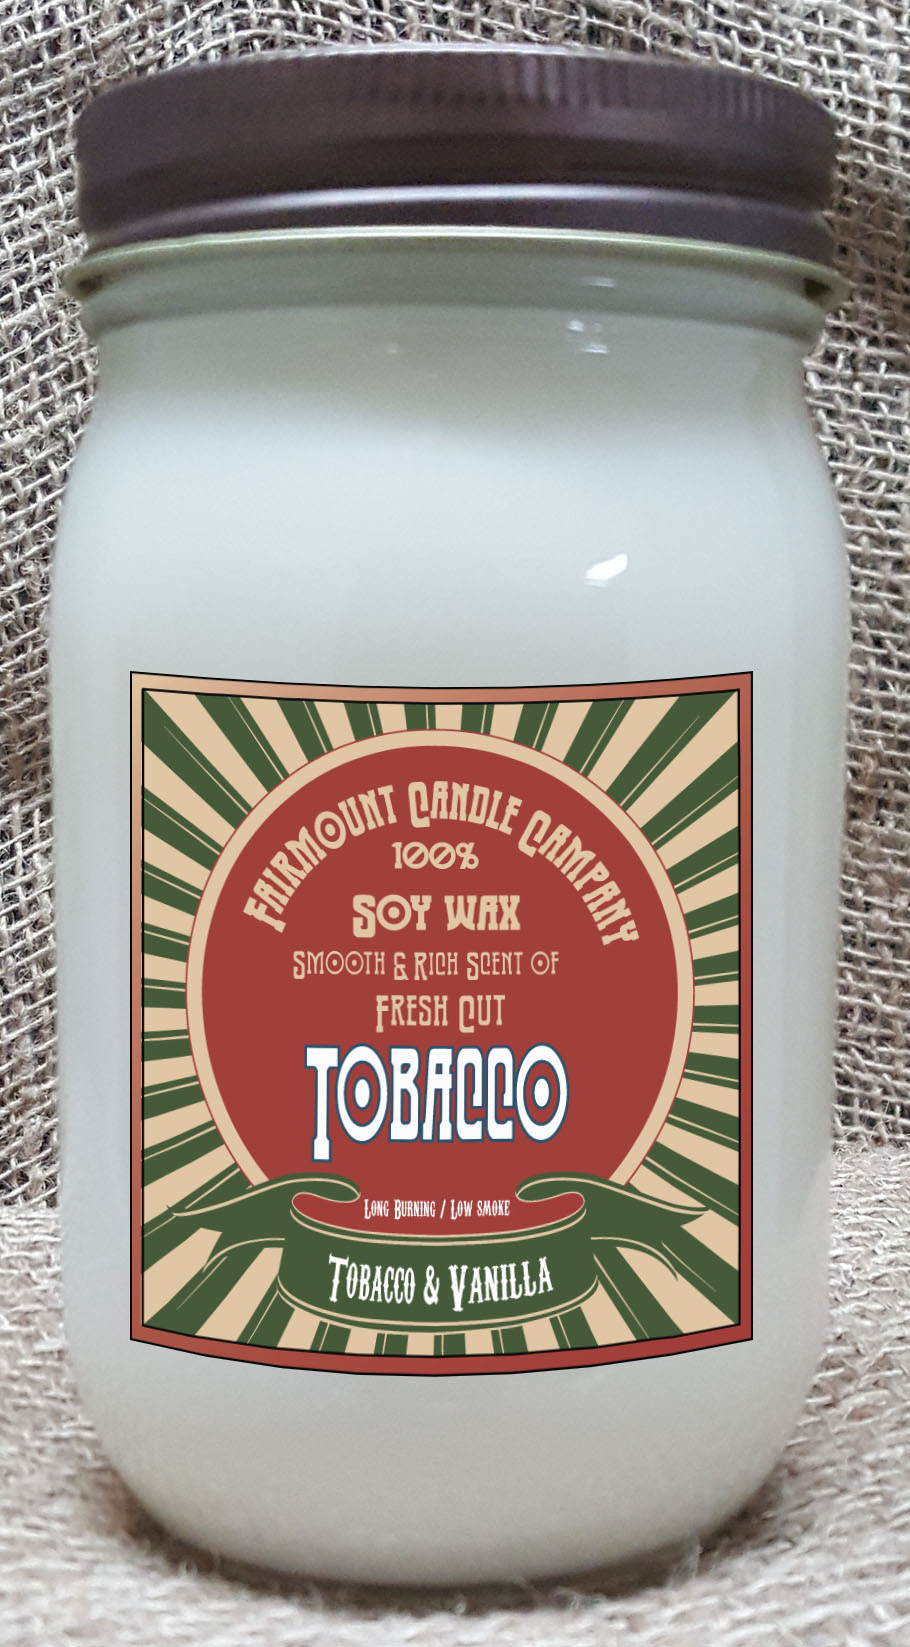 Fairmount Candle Campany
100%
Soy Wax
Smooth & Rich Scent of
Fresh Cut
Tobacco
Long Burning / Low smoke
Tobacco & Vanilla